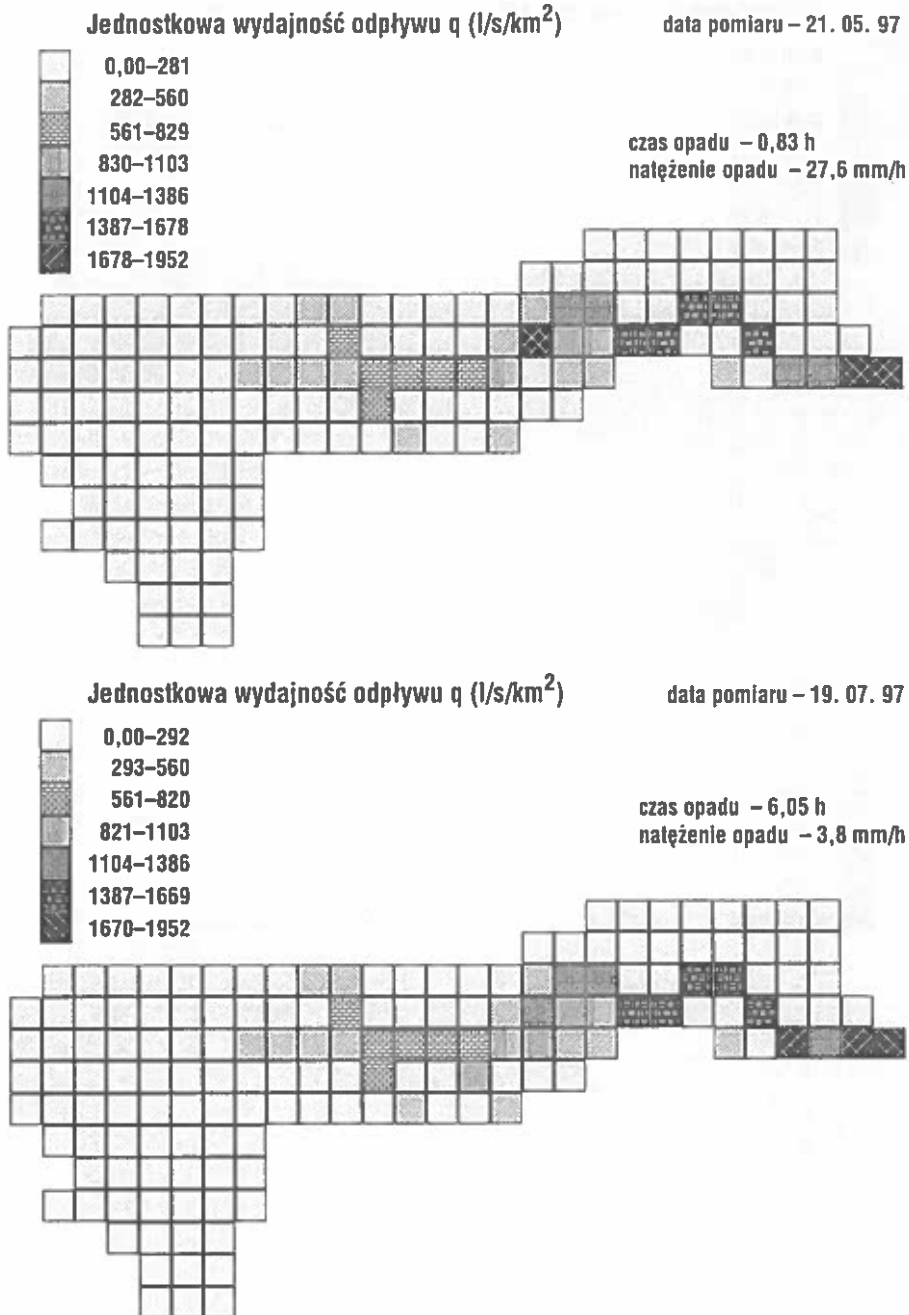 Jednostkowa wydajność odpływu q (l/s/km²)
data pomiaru – 21. 05. 97
0,00–281
282–560
561–829
830–1103
1104–1386
1387–1678
1678–1952
czas opadu – 0,83 h
natężenie opadu – 27,6 mm/h
Jednostkowa wydajność odpływu q (l/s/km²)
data pomiaru – 19. 07. 97
0,00–292
293–560
561–820
821–1103
1104–1386
1387–1669
1670–1952
czas opadu – 6,05 h
natężenie opadu – 3,8 mm/h